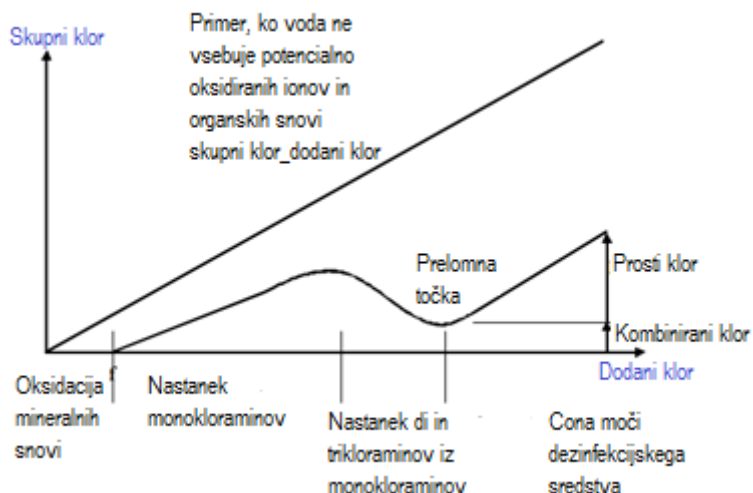 Skupni klor
Primer, ko voda ne
vsebuje potencialno
oksidiranih ionov in
organskih snovi
skupni klor_dodani klor
Prelomna
točka
Prosti klor
Kombinirani klor
Dodani klor
Oksidacija
mineralnih
snovi
Nastanek
monokloraminov
Nastanek di in
trikloraminov iz
monokloraminov
Cona moči
dezinfekcijskega
sredstva